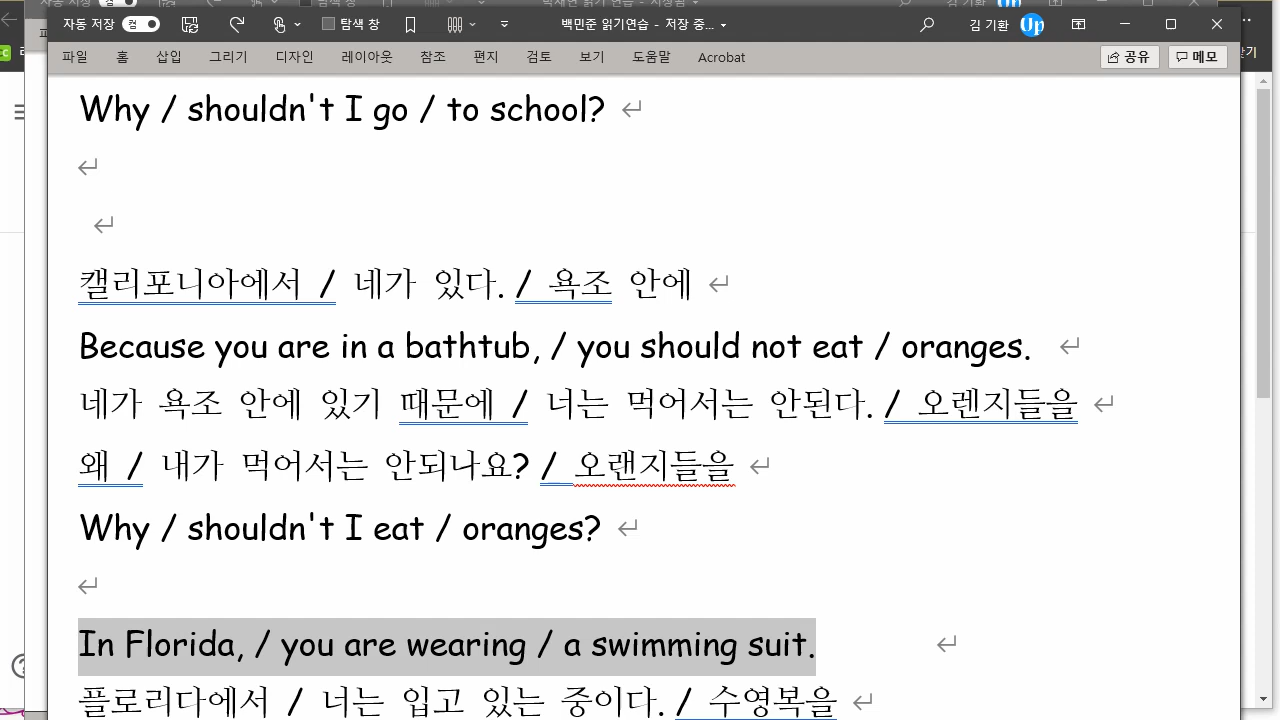 자동 저장 컴 탐색 창 백민준 읽기연습 - 저장 중... 김 기환 Up
파일 홈 삽입 그리기 디자인 레이아웃 참조 편지 검토 보기 도움말 Acrobat 공유 메모
Why / shouldn't I go / to school?
캘리포니아에서 / 네가 있다. / 욕조 안에
Because you are in a bathtub, / you should not eat / oranges.
네가 욕조 안에 있기 때문에 / 너는 먹어서는 안된다. / 오렌지들을
왜 / 내가 먹어서는 안되나요? / 오랜지들을
Why / shouldn't I eat / oranges?
In Florida, / you are wearing / a swimming suit.
플로리다에서 / 너는 입고 있는 중이다. / 수영복을